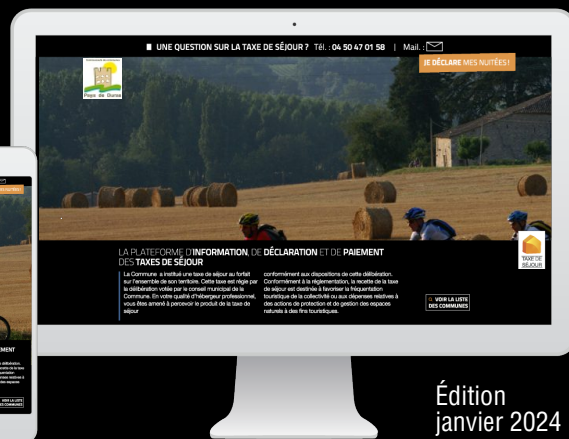 UNE QUESTION SUR LA TAXE DE SÉJOUR ? Tél. : 04 50 47 01 58 | Mail. :
JE DÉCLARE MES NUITÉES !
Pays de Duras
LA PLATEFORME D'INFORMATION, DE DÉCLARATION ET DE PAIEMENT
DES TAXES DE SÉJOUR
La Commune a institué une taxe de séjour au forfait
sur l'ensemble de son territoire. Cette taxe est régie par
la délibération votée par le conseil municipal de la
Commune. En votre qualité d'hébergeur professionnel,
vous êtes amené à percevoir le produit de la taxe de
séjour
conformément aux dispositions de cette délibération.
Conformément à la réglementation, la recette de la taxe
de séjour est destinée à favoriser la fréquentation
touristique de la collectivité ou aux dépenses relatives à
des actions de protection et de gestion des espaces
naturels à des fins touristiques.
TAXE DE
SÉJOUR
VOIR LA LISTE
DES COMMUNES
Édition
janvier 2024